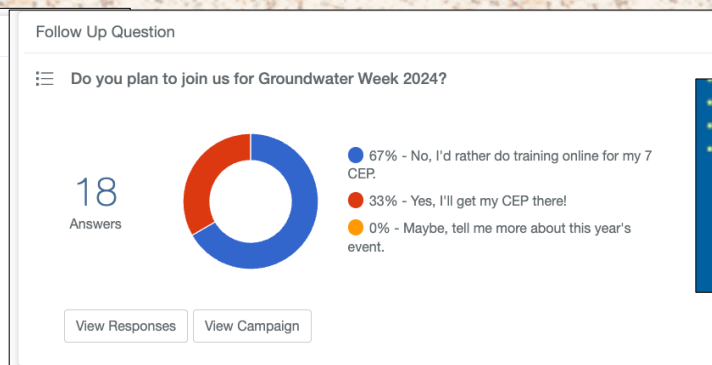 Follow Up Question
Do you plan to join us for Groundwater Week 2024?
18
Answers
67% - No, I'd rather do training online for my 7
CEP.
33% - Yes, I'll get my CEP there!
0% - Maybe, tell me more about this year's
event.
View Responses
View Campaign